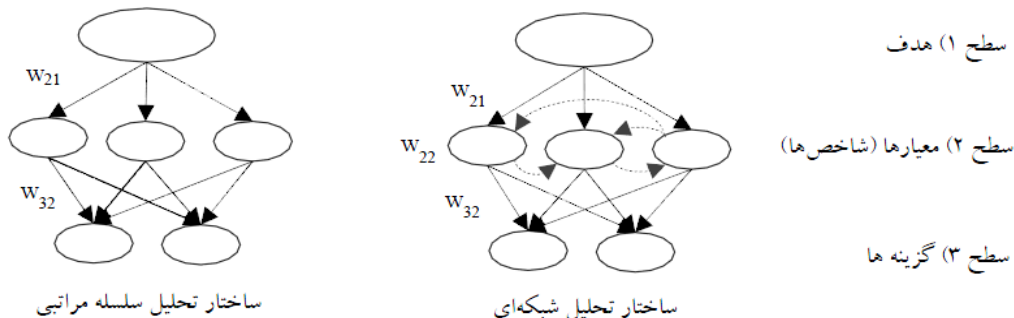 سطح ۱) هدف
W21
W21
سطح ۲) معیارها (شاخص‌ها)
W22
W32
W32
سطح ۳) گزینه ها
ساختار تحلیل شبکه‌ای
ساختار تحلیل سلسله مراتبی